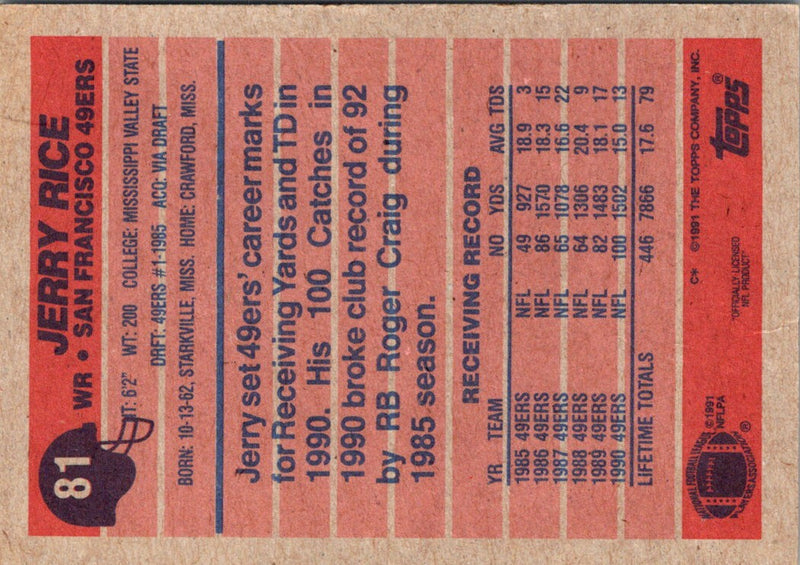 81
JERRY RICE
WR • SAN FRANCISCO 49ERS
HT: 6'2" WT: 200 COLLEGE: MISSISSIPPI VALLEY STATE
DRFT: 49ERS #1-1985 ACQ: VIA DRAFT
BORN: 10-13-62, STARKVILLE, MISS. HOME: CRAWFORD, MISS.
Jerry set 49ers' career marks
for Receiving Yards and TD in
1990. His 100 Catches in
1990 broke club record of 92
by RB Roger Craig during
1985 season.
RECEIVING RECORD
YR TEAM NO YDS AVG TDS
1985 49ERS NFL 49 927 18.9 3
1986 49ERS NFL 86 1570 18.3 15
1987 49ERS NFL 65 1078 16.6 22
1988 49ERS NFL 64 1306 20.4 9
1989 49ERS NFL 82 1483 18.1 17
1990 49ERS NFL 100 1502 15.0 13
LIFETIME TOTALS 446 7866 17.6 79
C* ©1991 THE TOPPS COMPANY, INC.
©1991
NFLPA
*OFFICIALLY LICENSED
NFL PRODUCT*
TOPPS®